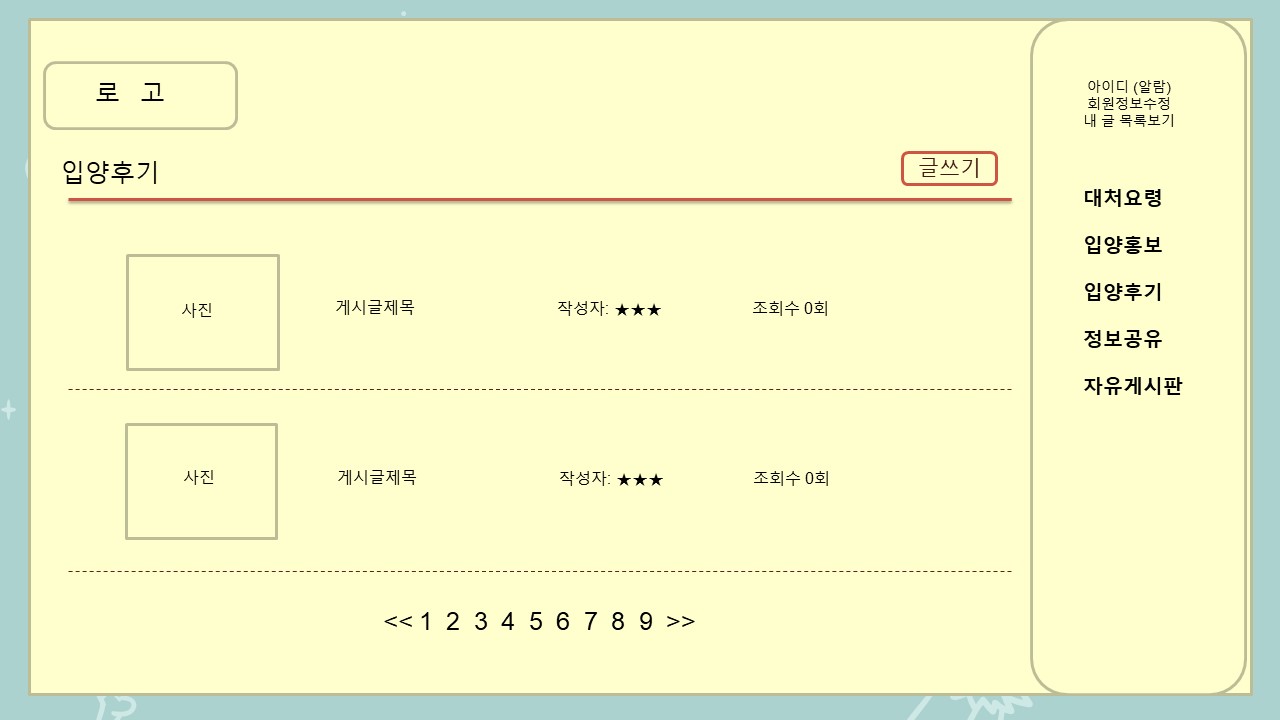 로 고
입양후기
글쓰기
사진
게시글제목
작성자: ★★★
조회수 0회
사진
게시글제목
작성자: ★★★
조회수 0회
<< 1 2 3 4 5 6 7 8 9 >>
아이디 (알람)
회원정보수정
내 글 목록보기
대처요령
입양홍보
입양후기
정보공유
자유게시판